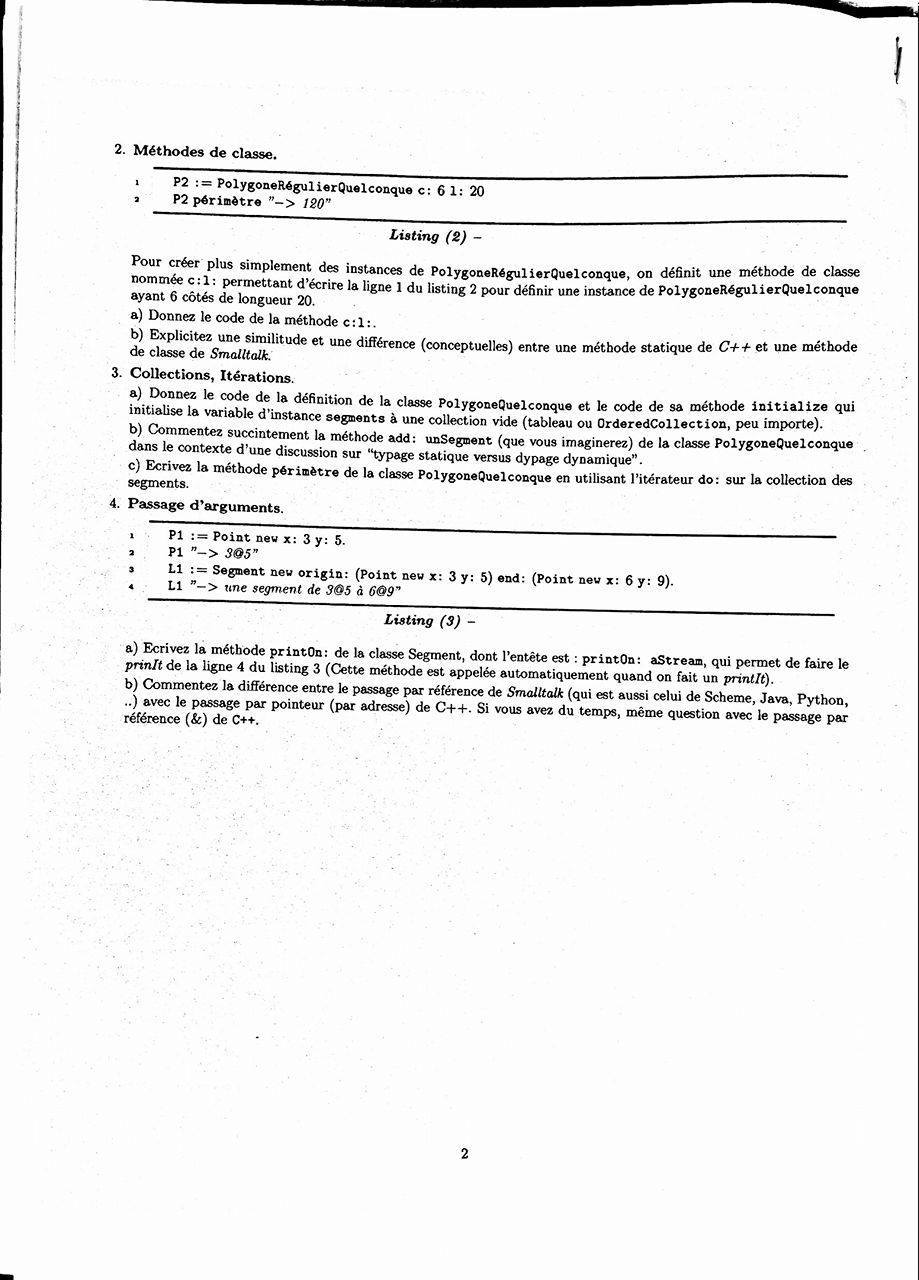 2. Méthodes de classe.
1 P2 := PolygoneRégulierQuelconque c: 6 l: 20
2 P2 périmètre "−> 120"
Listing (2) –
Pour créer plus simplement des instances de PolygoneRégulierQuelconque, on définit une méthode de classe
nommée c:l: permettant d'écrire la ligne 1 du listing 2 pour définir une instance de PolygoneRégulierQuelconque
ayant 6 côtés de longueur 20.
a) Donnez le code de la méthode c:l:.
b) Explicitez une similitude et une différence (conceptuelles) entre une méthode statique de C++ et une méthode
de classe de Smalltalk.
3. Collections, Itérations.
a) Donnez le code de la définition de la classe PolygoneQuelconque et le code de sa méthode initialize qui
initialise la variable d'instance segments à une collection vide (tableau ou OrderedCollection, peu importe).
b) Commentez succintement la méthode add: unSegment (que vous imaginerez) de la classe PolygoneQuelconque
dans le contexte d'une discussion sur "typage statique versus dypage dynamique".
c) Ecrivez la méthode périmètre de la classe PolygoneQuelconque en utilisant l'itérateur do: sur la collection des
segments.
4. Passage d'arguments.
1 P1 := Point new x: 3 y: 5.
2 P1 "−> 3@5"
3 L1 := Segment new origin: (Point new x: 3 y: 5) end: (Point new x: 6 y: 9).
4 L1 "−> une segment de 3@5 à 6@9"
Listing (3) –
a) Ecrivez la méthode printOn: de la classe Segment, dont l'entête est : printOn: aStream, qui permet de faire le
prinIt de la ligne 4 du listing 3 (Cette méthode est appelée automatiquement quand on fait un printIt).
b) Commentez la différence entre le passage par référence de Smalltalk (qui est aussi celui de Scheme, Java, Python,
..) avec le passage par pointeur (par adresse) de C++. Si vous avez du temps, même question avec le passage par
référence (&) de C++.
2